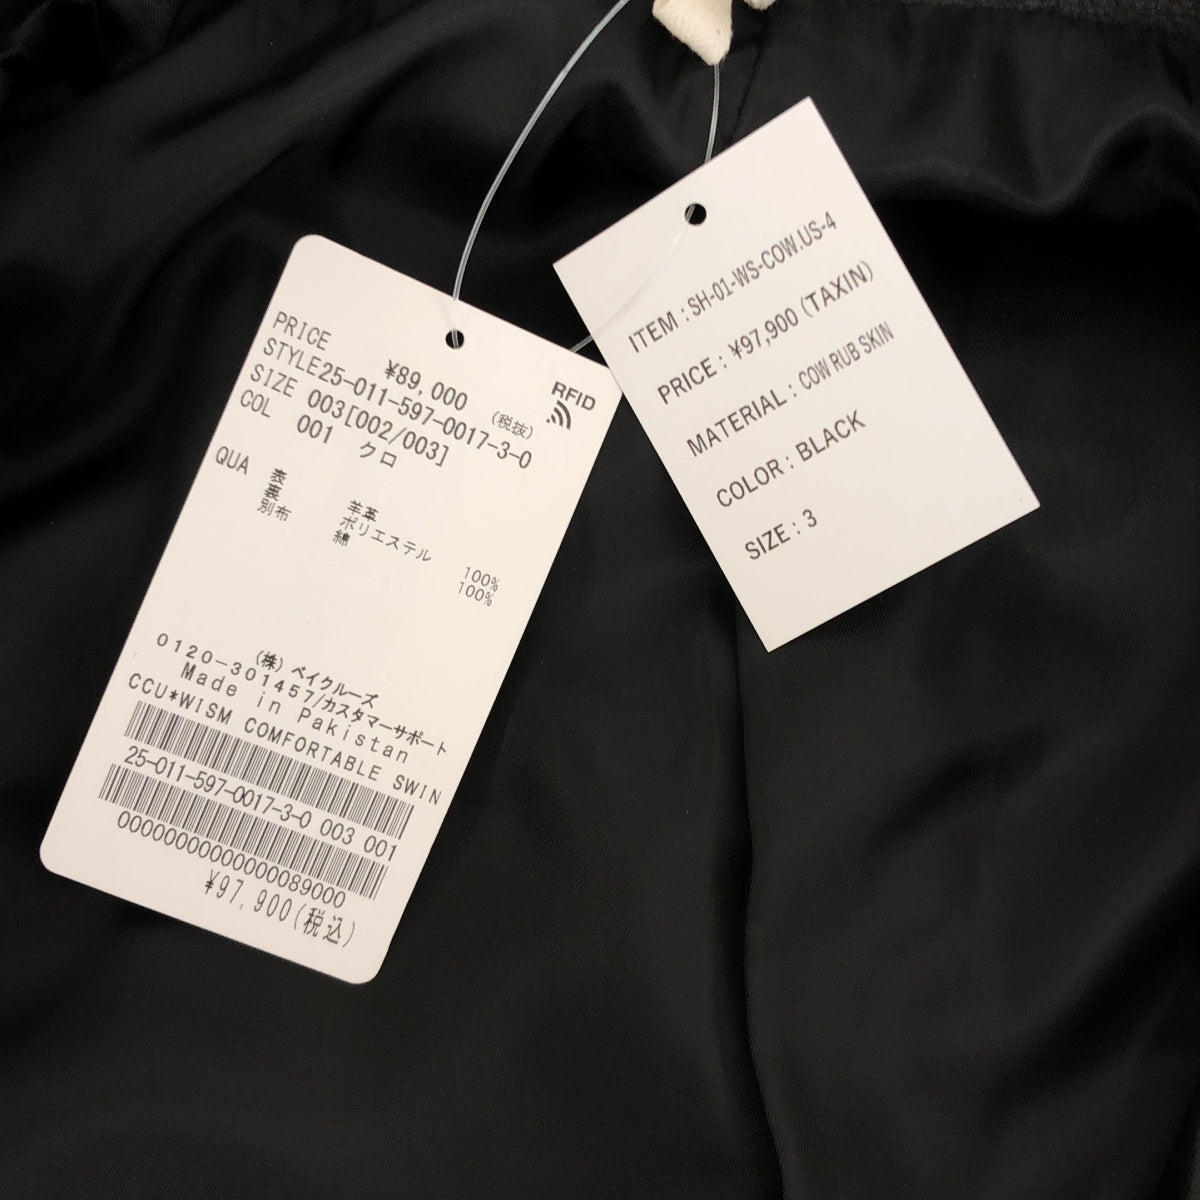 PRICE ¥89,000 (税抜)
STYLE25-011-597-0017-3-0
SIZE 003[002/003]
COL 001 クロ
RFID
QUA 表 羊革
裏 ポリエステル 100%
別布 綿 100%
(株)ベイクルーズ
0120-301457/カスタマーサポート
Made in Pakistan
CCU*WISM COMFORTABLE SWIN
25-011-597-0017-3-0 003 001
0000000000000089000
¥97,900(税込)
ITEM : SH-01-WS-COW.US-4
PRICE : ¥97,900 (TAXIN)
MATERIAL : COW RUB SKIN
COLOR : BLACK
SIZE : 3